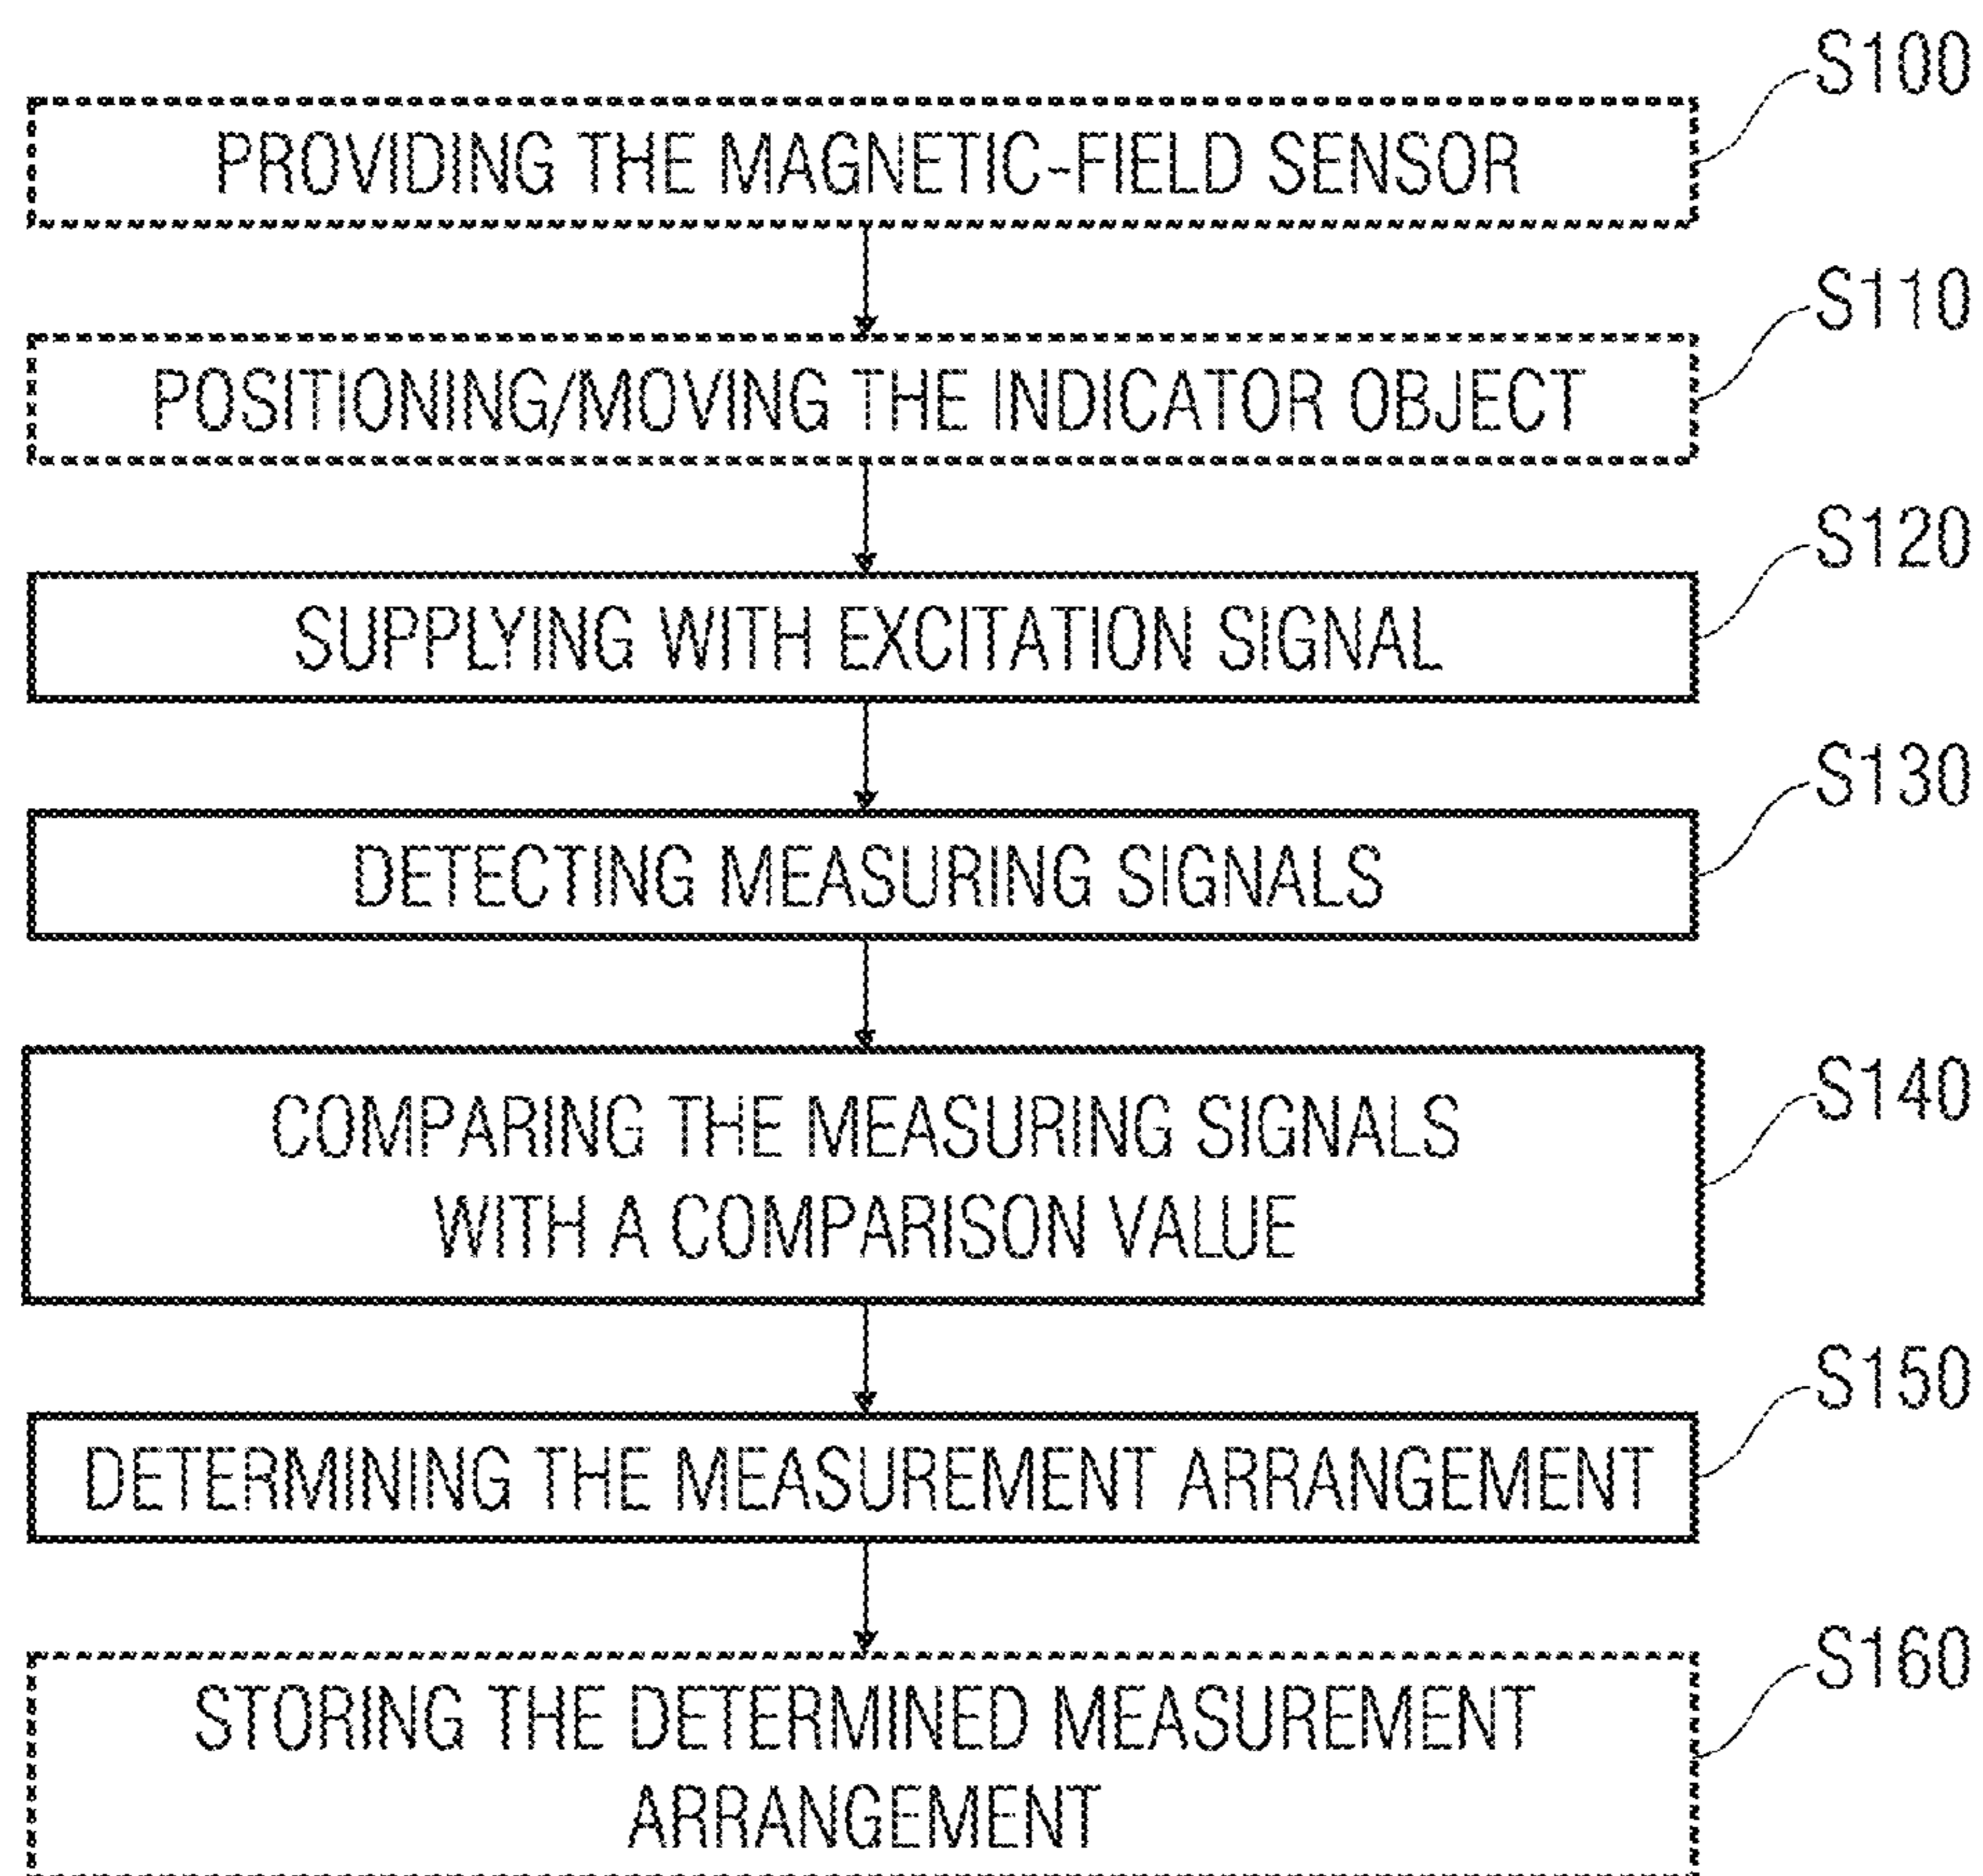 S100
PROVIDING THE MAGNETIC-FIELD SENSOR
S110
POSITIONING/MOVING THE INDICATOR OBJECT
S120
SUPPLYING WITH EXCITATION SIGNAL
S130
DETECTING MEASURING SIGNALS
S140
COMPARING THE MEASURING SIGNALS
WITH A COMPARISON VALUE
S150
DETERMINING THE MEASUREMENT ARRANGEMENT
S160
STORING THE DETERMINED MEASUREMENT
ARRANGEMENT